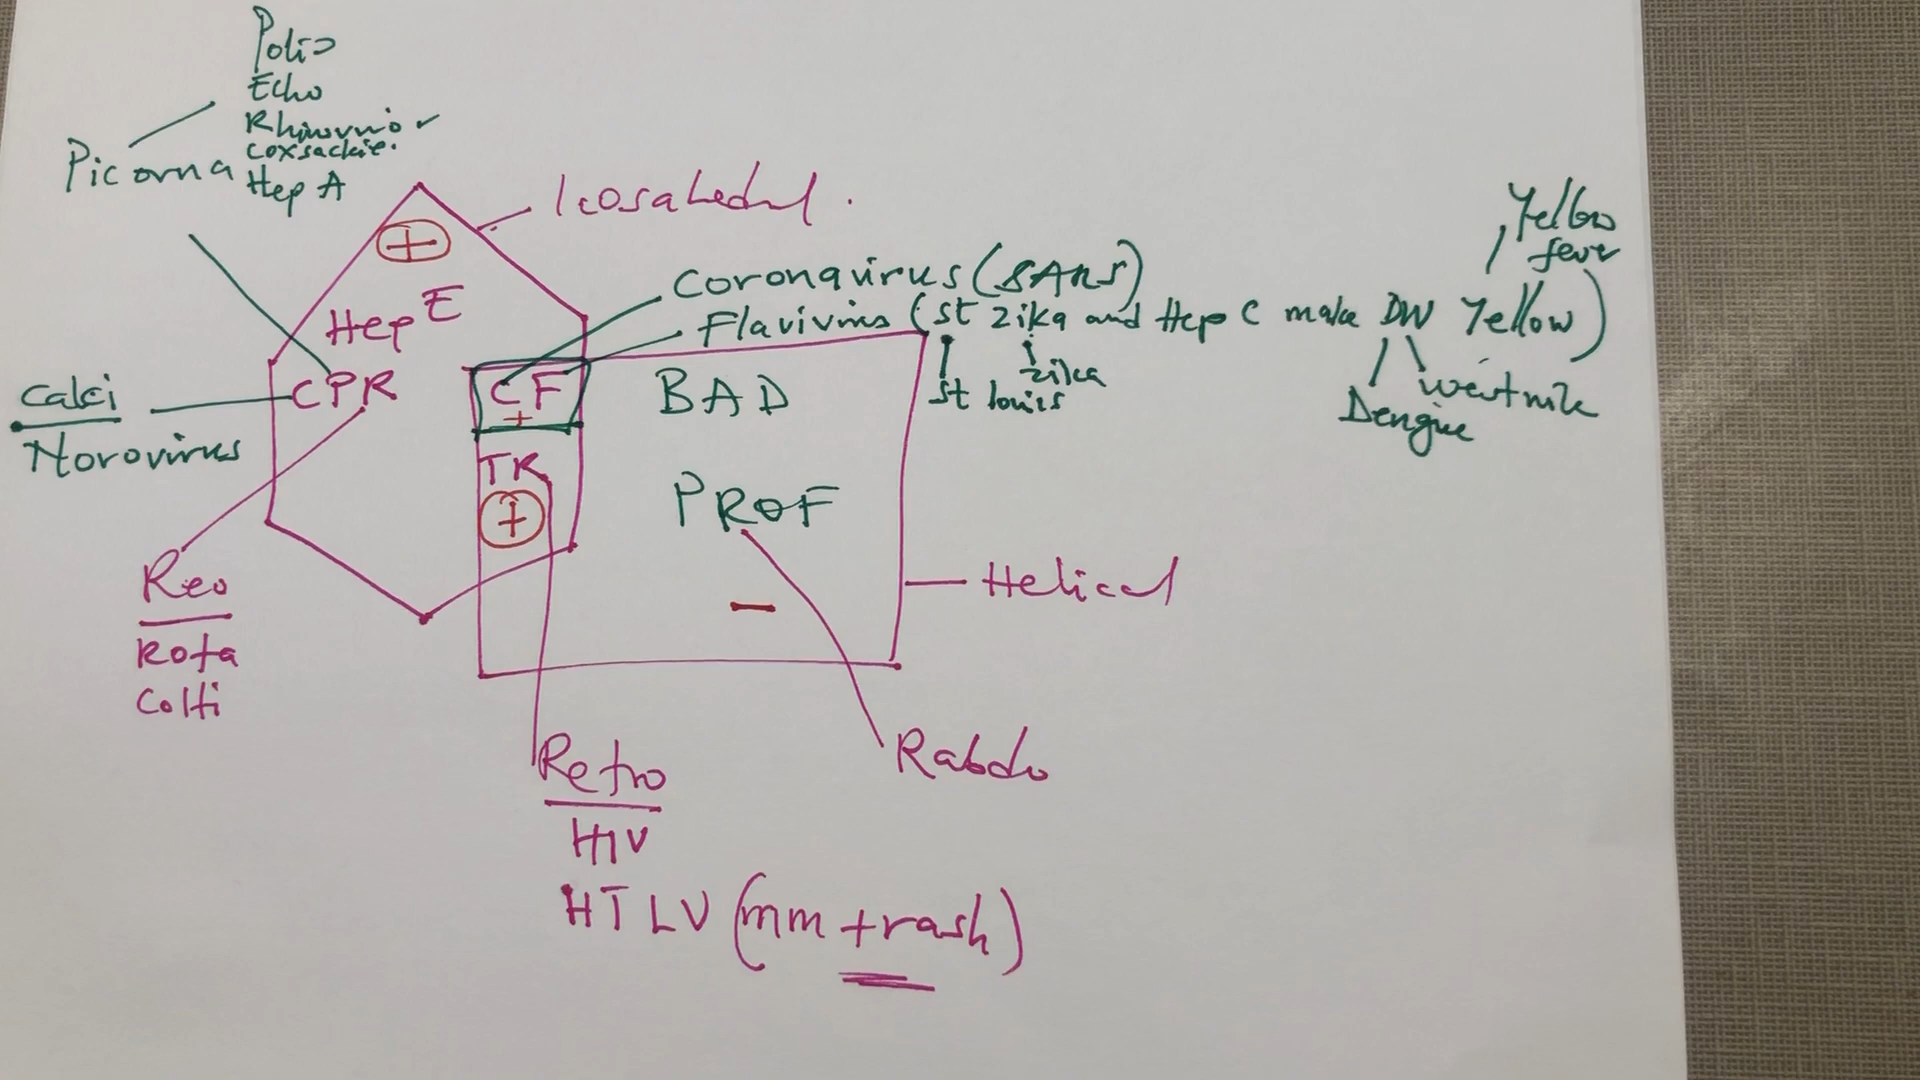 Polio
Echo
Rhinovirio
Coxsackie.
Hep A
Picorna
Icosahedral.
+
Hep E
Coronavirus (SARS)
Flavivirus (St Zika and Hep C make DW Yellow)
Yellow
fever
St Louis
Zika
Dengue
westnile
Calci
Norovirus
CPR
CF
+
BAD
TR
+
PROF
-
Helical
Reo
Rota
Colti
Retro
HIV
HTLV (mm + rash)
Rabdo